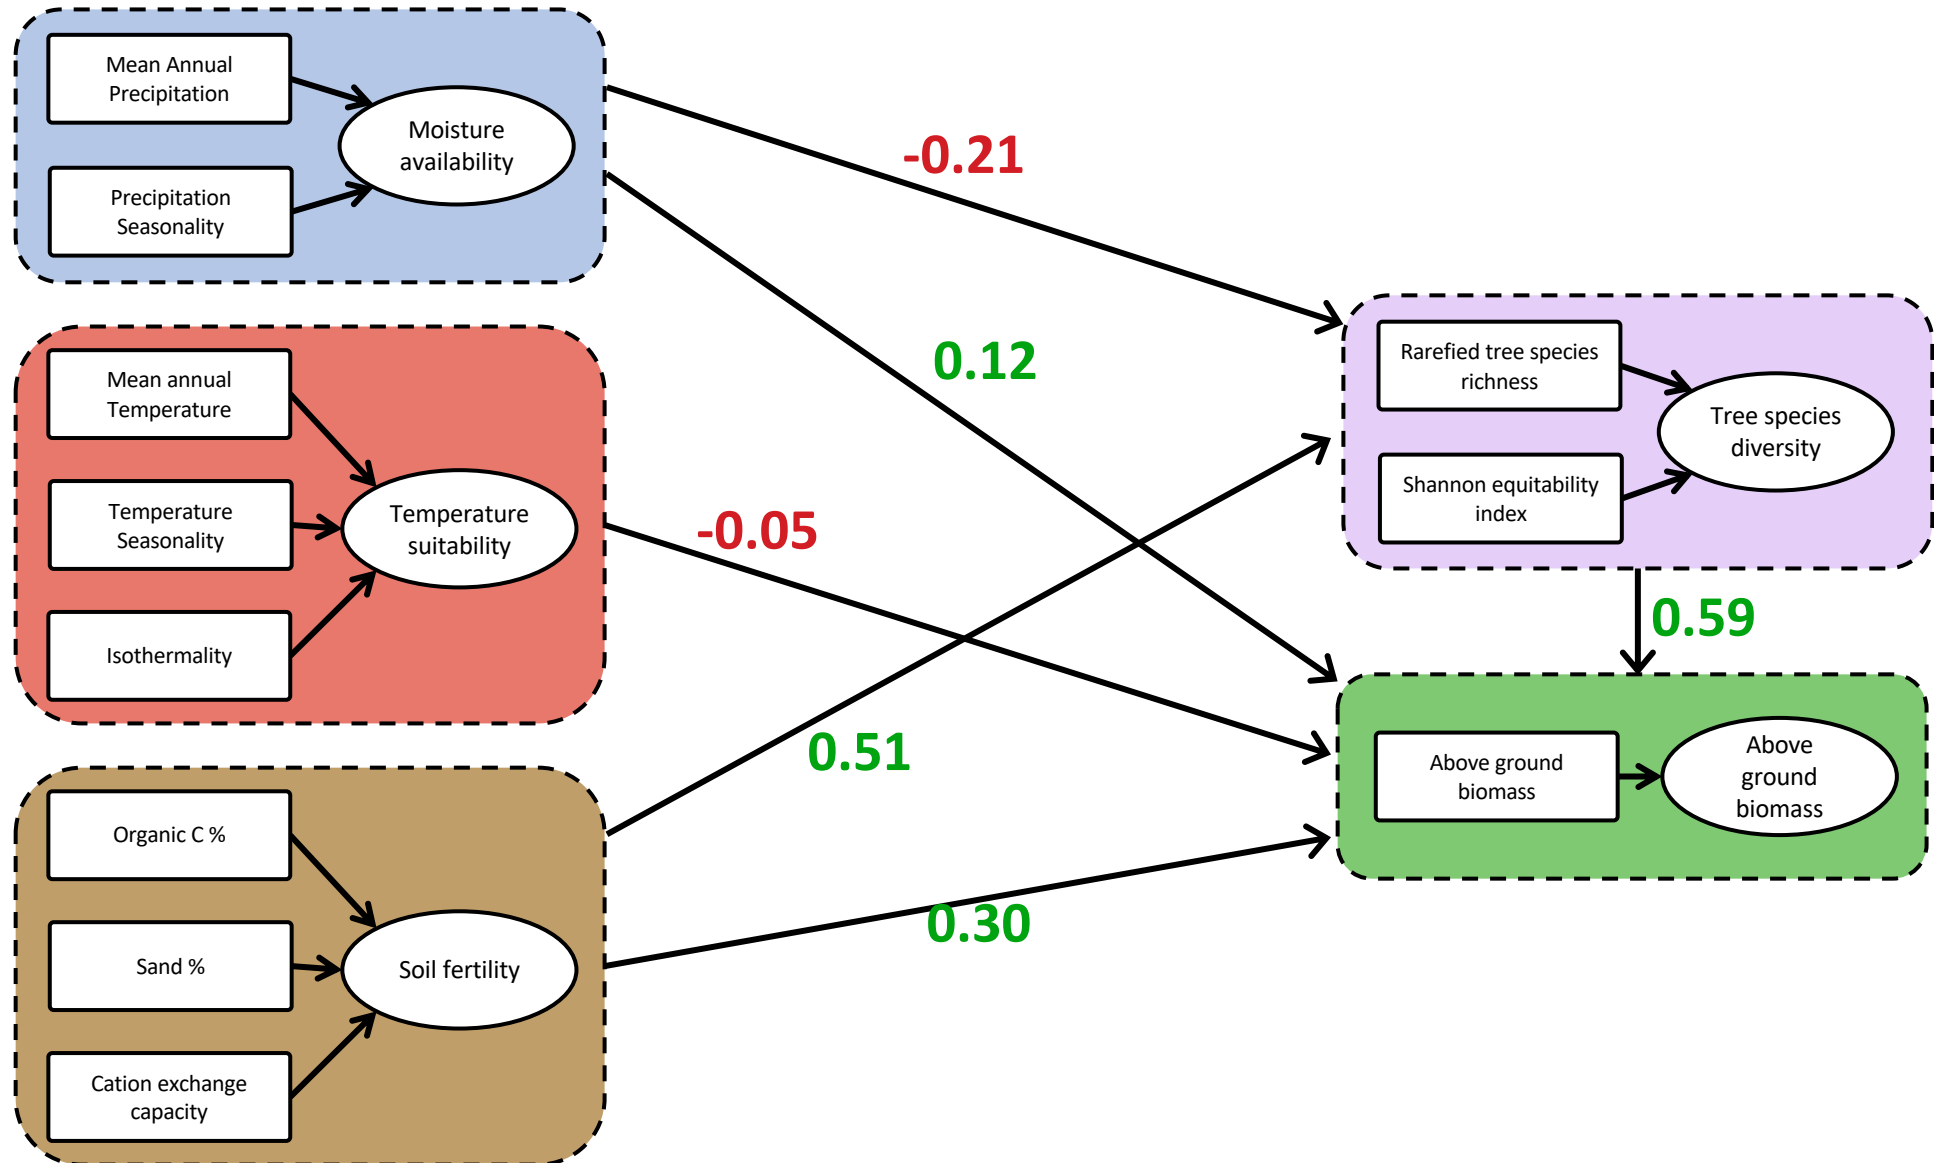 Mean Annual
Precipitation
Precipitation
Seasonality
Moisture
availability
Mean annual
Temperature
Temperature
Seasonality
Isothermality
Temperature
suitability
Organic C %
Sand %
Cation exchange
capacity
Soil fertility
-0.21
0.12
-0.05
0.51
0.30
Rarefied tree species
richness
Shannon equitability
index
Tree species
diversity
0.59
Above ground
biomass
Above
ground
biomass